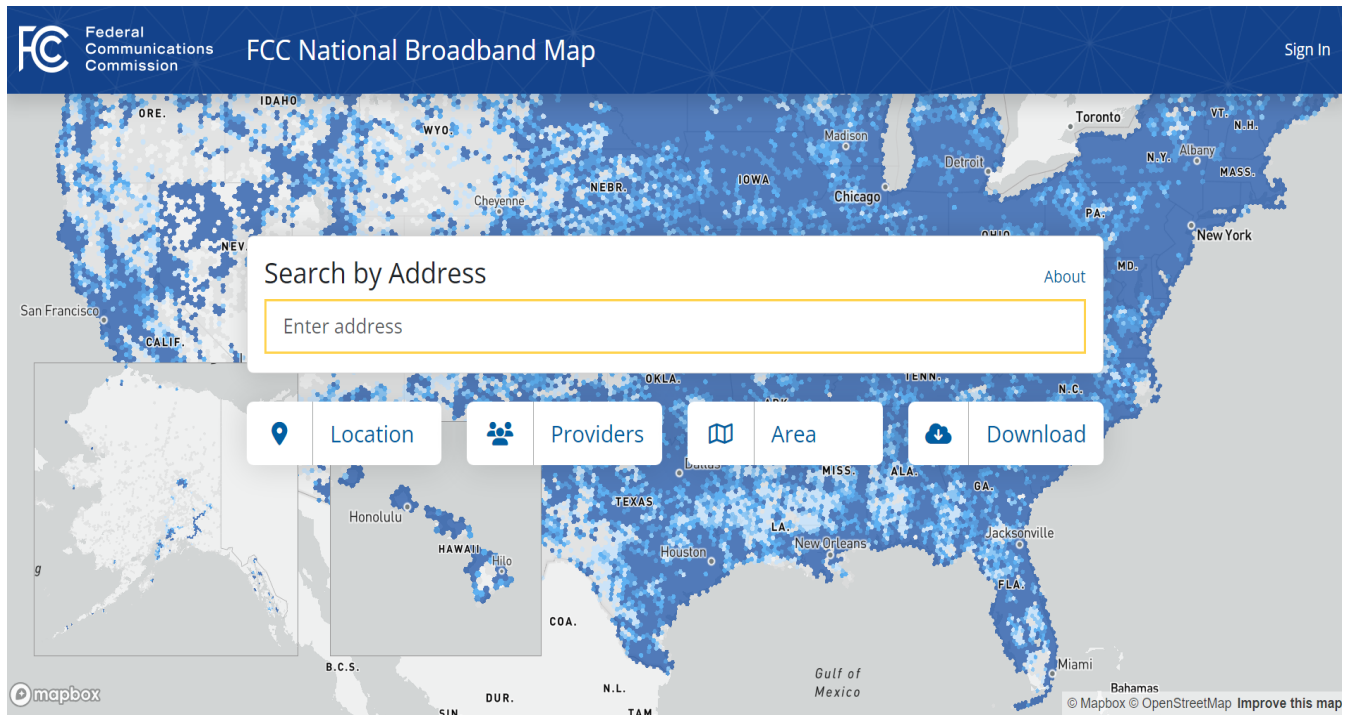 Federal
Communications
Commission
FCC National Broadband Map
Sign In
IDAHO
ORE.
WYO.
Madison
Toronto
VT.
N.H.
Detroit
N.Y.
Albany
MASS.
NEBR.
IOWA
Cheyenne
Chicago
PA.
OHIO
New York
NEV.
MD.
Search by Address
About
Enter address
San Francisco
CALIF.
OKLA.
TENN.
N.C.
ARK.
Location
Providers
Area
Download
Dallas
MISS.
ALA.
GA.
TEXAS
Honolulu
LA.
HAWAII
Hilo
Houston
New Orleans
Jacksonville
FLA.
g
COA.
B.C.S.
Gulf of
Mexico
Miami
Bahamas
mapbox
DUR.
N.L.
SIN.
TAM.
© Mapbox © OpenStreetMap Improve this map